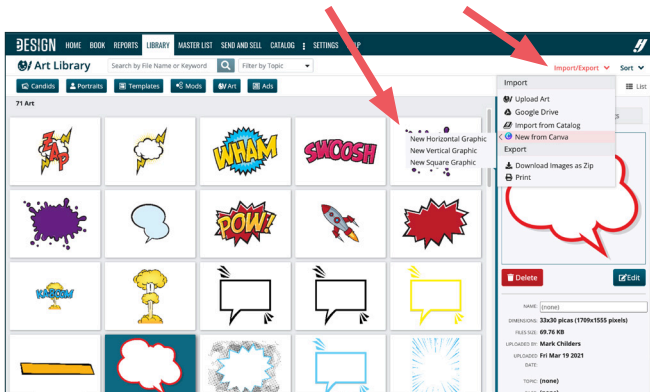 DESIGN HOME BOOK REPORTS LIBRARY MASTER LIST SEND AND SELL CATALOG SETTINGS
Art Library Search by File Name or Keyword Filter by Topic Import/Export Sort
Candids Portraits Templates Mods Art Ads List
71 Art
Import
Upload Art
Google Drive
Import from Catalog
New from Canva
Export
Download Images as Zip
Print
New Horizontal Graphic
New Vertical Graphic
New Square Graphic
ZAP
WHAM
SWOOSH
POW!
KABLAM
Delete Edit
NAME: (none)
DIMENSIONS: 33x30 picas (1709x1555 pixels)
FILES SIZE: 69.76 KB
UPLOADED BY: Mark Childers
UPLOADED Fri Mar 19 2021
DATE:
TOPIC: (none)